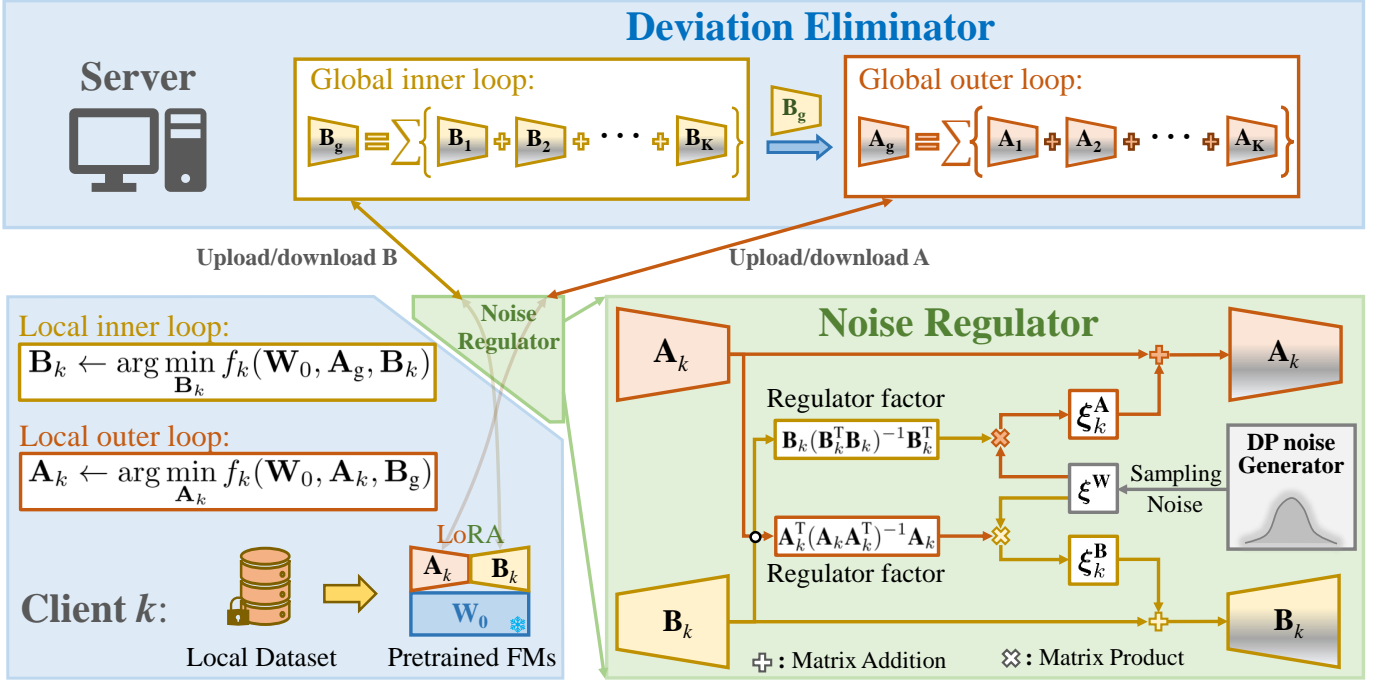 Deviation Eliminator
Server
Global inner loop:
B_g = ∑ { B_1 + B_2 + · · · + B_K }
B_g
Global outer loop:
A_g = ∑ { A_1 + A_2 + · · · + A_K }
Upload/download B
Upload/download A
Noise
Regulator
Local inner loop:
B_k ← arg min_{B_k} f_k(W_0, A_g, B_k)
Local outer loop:
A_k ← arg min_{A_k} f_k(W_0, A_k, B_g)
LoRA
A_k B_k
W_0
Client k:
Local Dataset
Pretrained FMs
Noise Regulator
A_k
A_k
Regulator factor
B_k(B_k^T B_k)^{-1}B_k^T
ξ_k^A
DP noise
Generator
ξ^W
Sampling
Noise
A_k^T(A_k A_k^T)^{-1}A_k
Regulator factor
ξ_k^B
B_k
B_k
: Matrix Addition
: Matrix Product